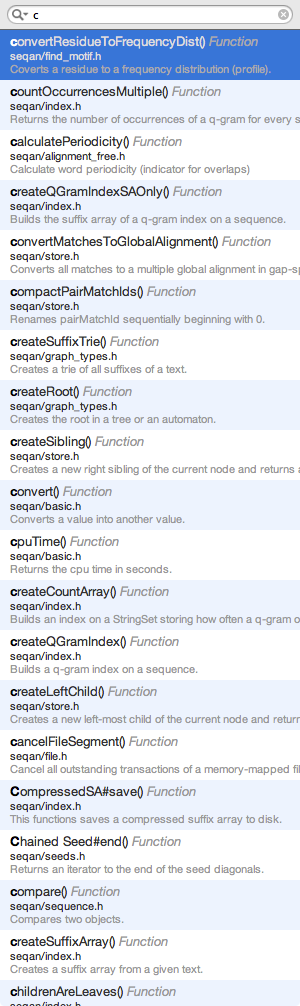 c
convertResidueToFrequencyDist() Function
seqan/find_motif.h
Coverts a residue to a frequency distribution (profile).
countOccurrencesMultiple() Function
seqan/index.h
Returns the number of occurrences of a q-gram for every s
calculatePeriodicity() Function
seqan/alignment_free.h
Calculate word periodicity (indicator for overlaps)
createQGramIndexSAOnly() Function
seqan/index.h
Builds the suffix array of a q-gram index on a sequence.
convertMatchesToGlobalAlignment() Function
seqan/store.h
Converts all matches to a multiple global alignment in gap-sp
compactPairMatchIds() Function
seqan/store.h
Renames pairMatchId sequentially beginning with 0.
createSuffixTrie() Function
seqan/graph_types.h
Creates a trie of all suffixes of a text.
createRoot() Function
seqan/graph_types.h
Creates the root in a tree or an automaton.
createSibling() Function
seqan/store.h
Creates a new right sibling of the current node and returns a
convert() Function
seqan/basic.h
Converts a value into another value.
cpuTime() Function
seqan/basic.h
Returns the cpu time in seconds.
createCountArray() Function
seqan/index.h
Builds an index on a StringSet storing how often a q-gram o
createQGramIndex() Function
seqan/index.h
Builds a q-gram index on a sequence.
createLeftChild() Function
seqan/store.h
Creates a new left-most child of the current node and return
cancelFileSegment() Function
seqan/file.h
Cancel all outstanding transactions of a memory-mapped fil
CompressedSA#save() Function
seqan/index.h
This functions saves a compressed suffix array to disk.
Chained Seed#end() Function
seqan/seeds.h
Returns an iterator to the end of the seed diagonals.
compare() Function
seqan/sequence.h
Compares two objects.
createSuffixArray() Function
seqan/index.h
Creates a suffix array from a given text.
childrenAreLeaves() Function
seqan/index.h